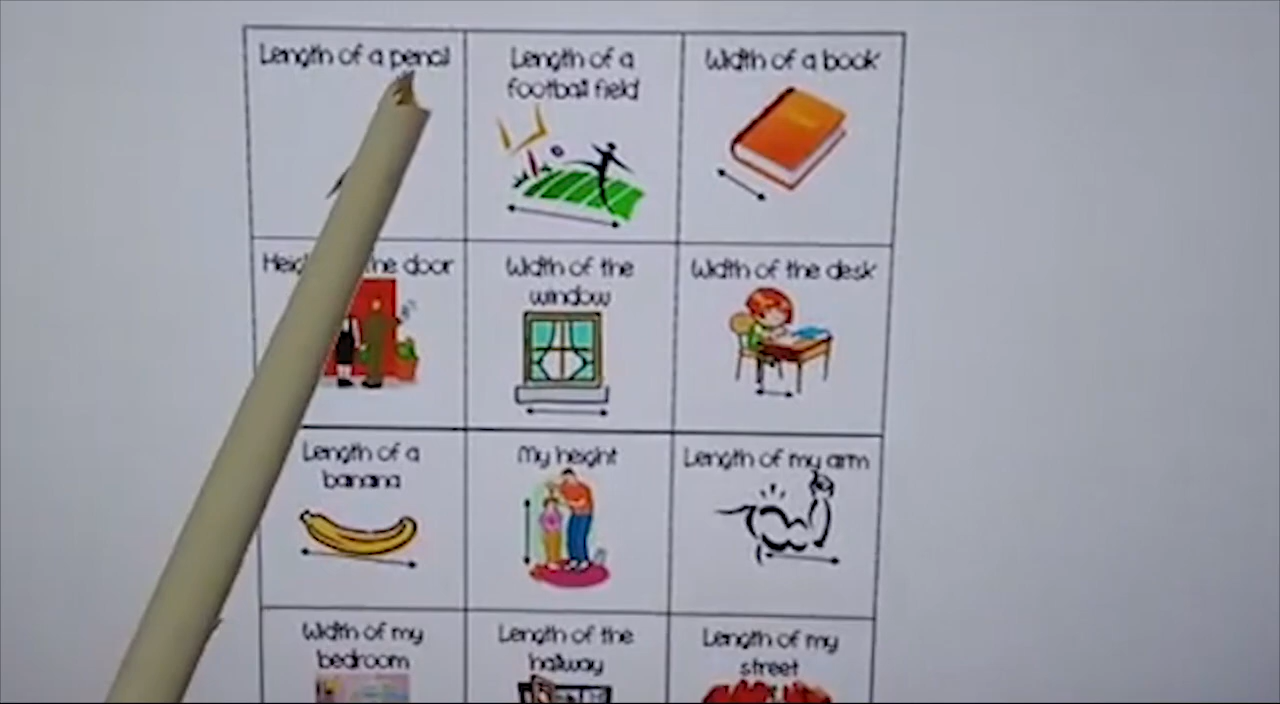 Length of a pencil
Length of a
football field
Width of a book
the door
Width of the
window
Width of the desk
Length of a
banana
My height
Length of my arm
Width of my
bedroom
Length of the
hallway
Length of my
street